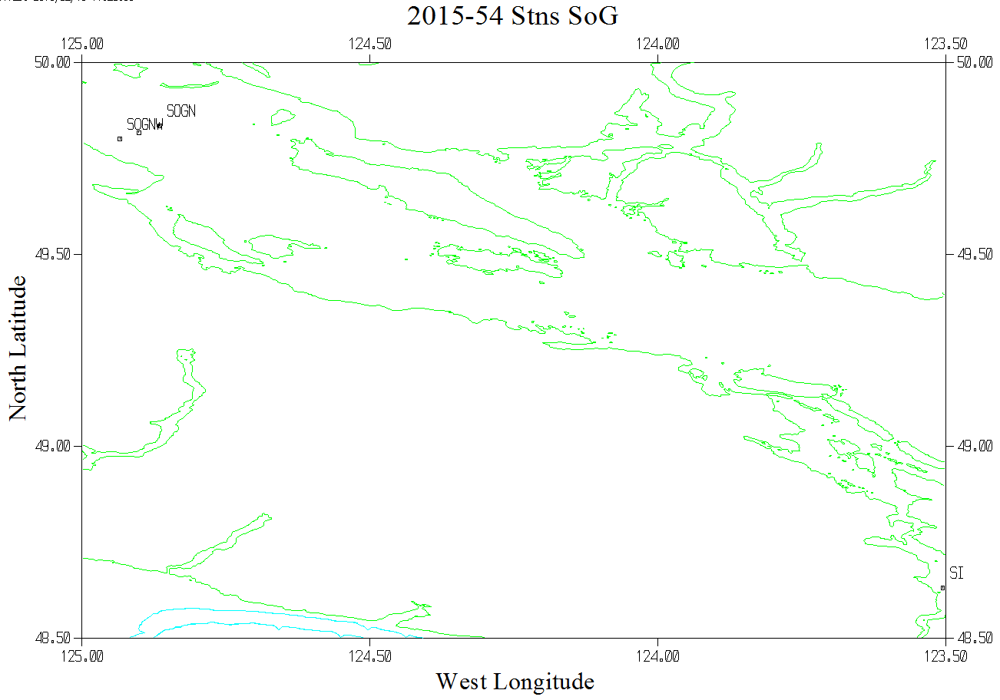 2015-54 Stns SoG
125.00 124.50 124.00 123.50
50.00 50.00
SOGN
SOGNW
49.50 49.50
North Latitude
49.00 49.00
SI
48.50 48.50
125.00 124.50 124.00 123.50
West Longitude